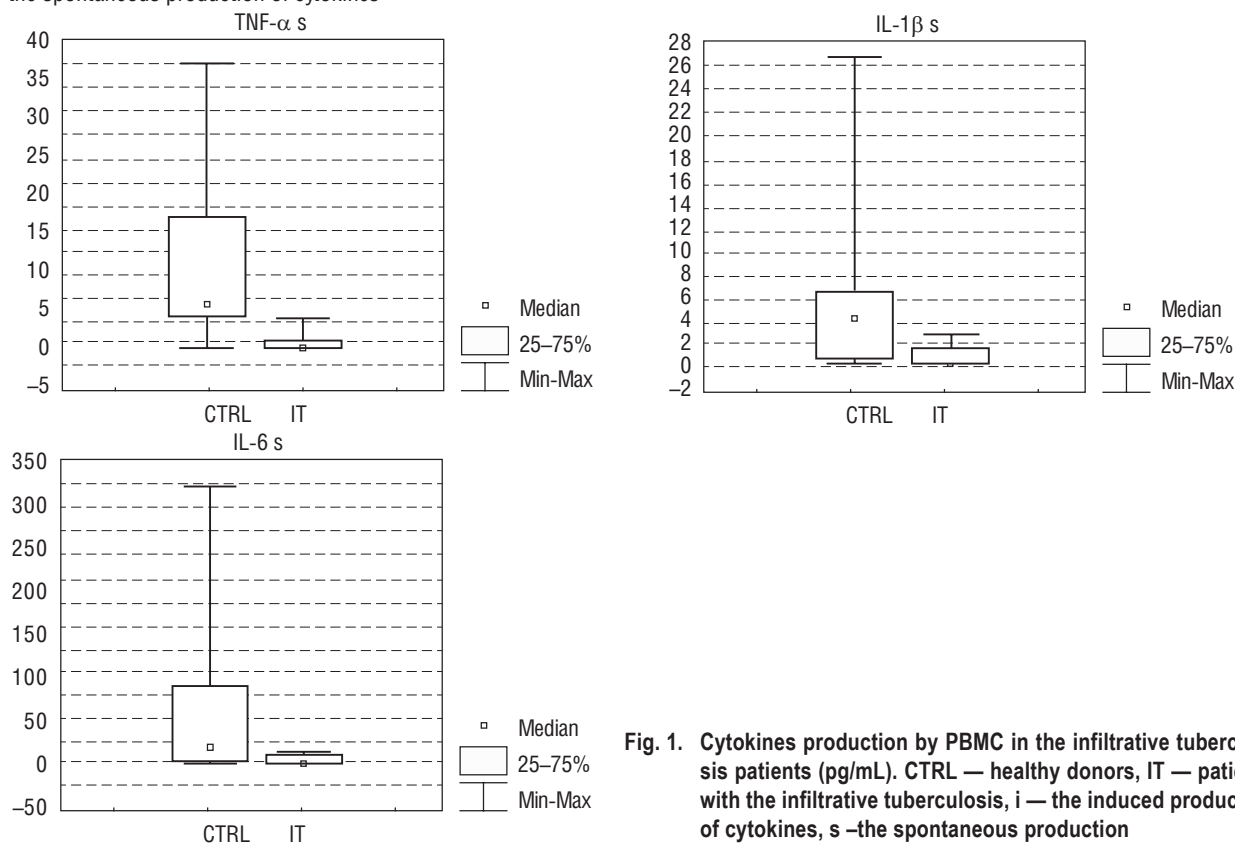 the spontaneous production of cytokines
TNF-α s
40
35
30
25
20
15
10
5
0
–5
CTRL IT
Median
25–75%
Min-Max
IL-1β s
28
26
24
22
20
18
16
14
12
10
8
6
4
2
0
–2
CTRL IT
Median
25–75%
Min-Max
IL-6 s
350
300
250
200
150
100
50
0
–50
CTRL IT
Median
25–75%
Min-Max
Fig. 1. Cytokines production by PBMC in the infiltrative tuberc
sis patients (pg/mL). CTRL — healthy donors, IT — patie
with the infiltrative tuberculosis, i — the induced produc
of cytokines, s –the spontaneous production